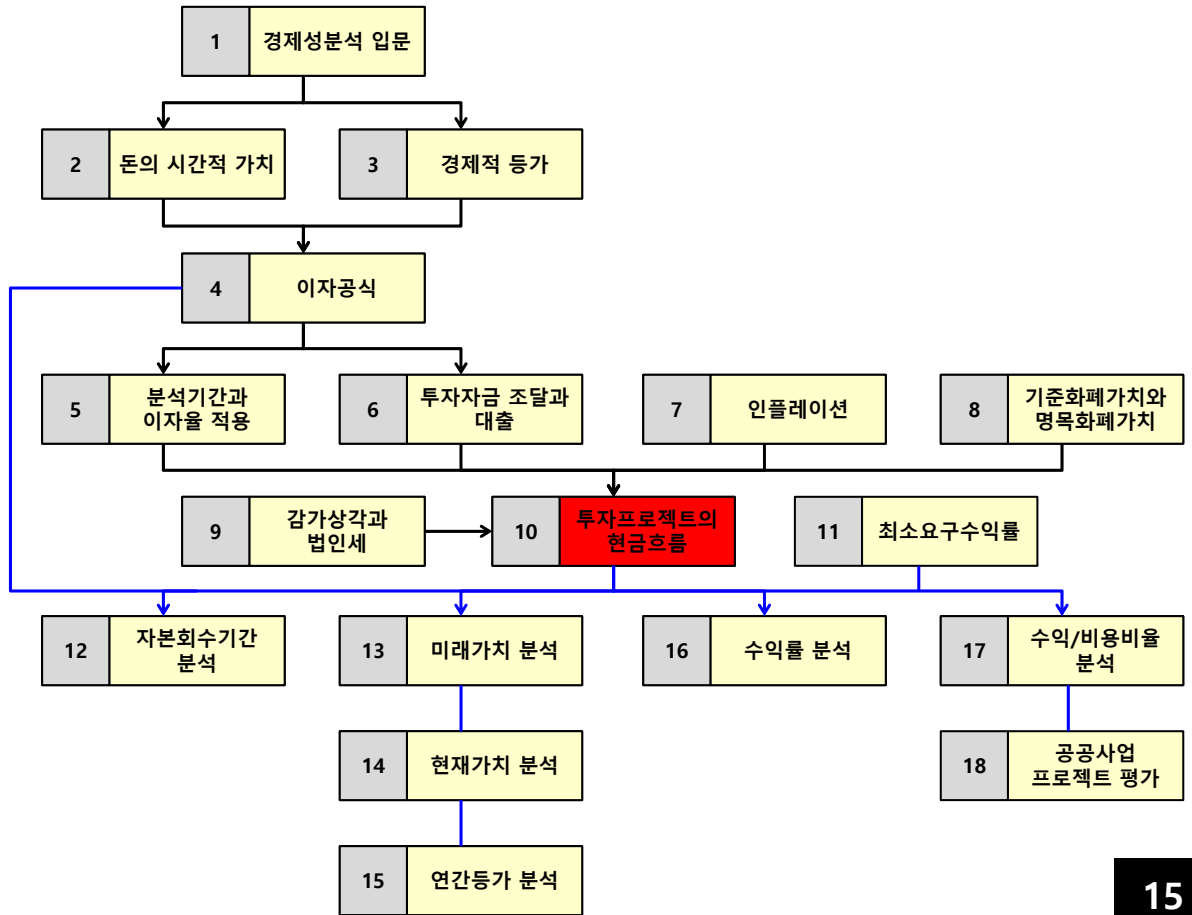 1 경제성분석 입문
2 돈의 시간적 가치
3 경제적 등가
4 이자공식
5 분석기간과
이자율 적용
6 투자자금 조달과
대출
7 인플레이션
8 기준화폐가치와
명목화폐가치
9 감가상각과
법인세
10 투자프로젝트의
현금흐름
11 최소요구수익률
12 자본회수기간
분석
13 미래가치 분석
16 수익률 분석
17 수익/비용비율
분석
14 현재가치 분석
18 공공사업
프로젝트 평가
15 연간등가 분석
15